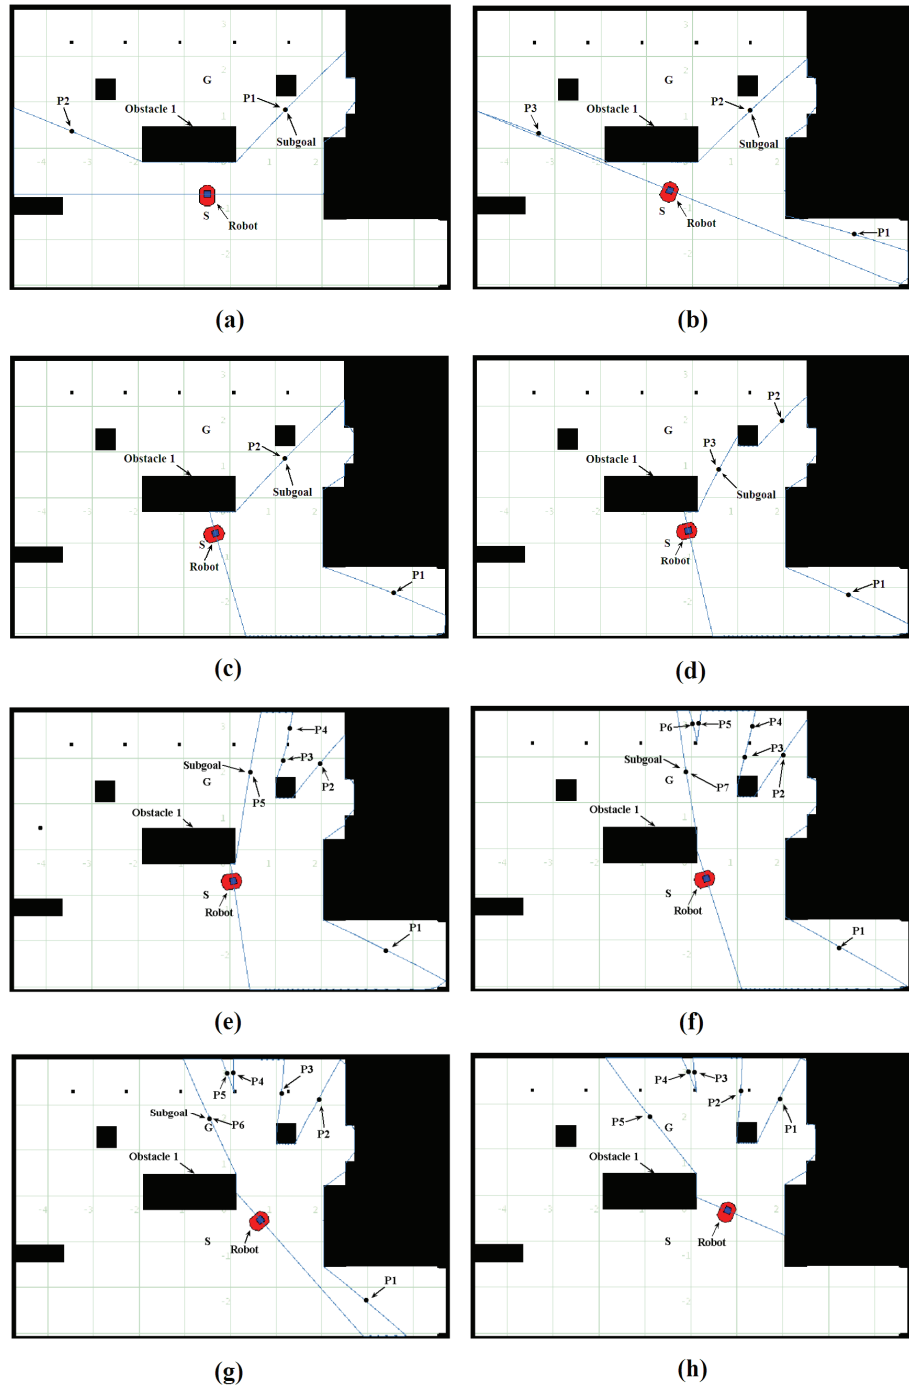 G
P2
P1
Obstacle 1
Subgoal
S
Robot
(a)
G
P2
P3
Obstacle 1
Subgoal
S
Robot
P1
(b)
G
P2
Obstacle 1
Subgoal
S
Robot
P1
(c)
P2
G
P3
Obstacle 1
Subgoal
S
Robot
P1
(d)
P4
P3
Subgoal
G
P5
P2
Obstacle 1
S
Robot
P1
(e)
P6
P5
P4
P3
Subgoal
G
P7
P2
Obstacle 1
S
Robot
P1
(f)
P3
P4
P5
Subgoal
P6
G
P2
Obstacle 1
S
Robot
P1
(g)
P4
P3
P2
P5
G
P1
Obstacle 1
S
Robot
(h)